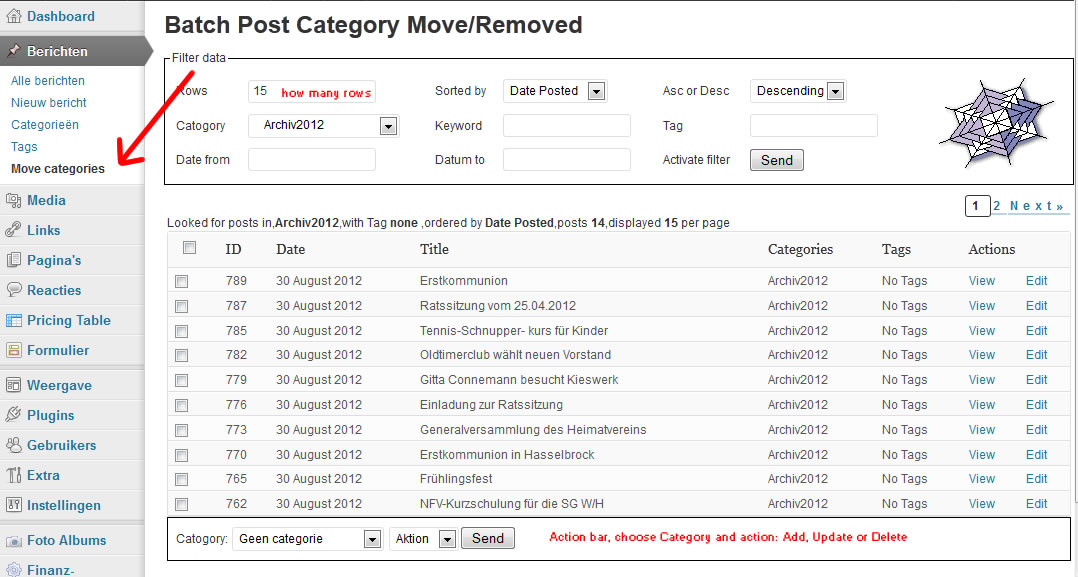 Dashboard
Berichten
Alle berichten
Nieuw bericht
Categorieën
Tags
Move categories
Media
Links
Pagina's
Reacties
Pricing Table
Formulier
Weergave
Plugins
Gebruikers
Extra
Instellingen
Foto Albums
Finanz-
Batch Post Category Move/Removed
Filter data
Rows 15 how many rows Sorted by Date Posted Asc or Desc Descending
Catogory Archiv2012 Keyword Tag
Date from Datum to Activate filter Send
1 2 Next»
Looked for posts in,Archiv2012,with Tag none ,ordered by Date Posted,posts 14,displayed 15 per page
ID Date Title Categories Tags Actions
789 30 August 2012 Erstkommunion Archiv2012 No Tags View Edit
787 30 August 2012 Ratssitzung vom 25.04.2012 Archiv2012 No Tags View Edit
785 30 August 2012 Tennis-Schnupper- kurs für Kinder Archiv2012 No Tags View Edit
782 30 August 2012 Oldtimerclub wählt neuen Vorstand Archiv2012 No Tags View Edit
779 30 August 2012 Gitta Connemann besucht Kieswerk Archiv2012 No Tags View Edit
776 30 August 2012 Einladung zur Ratssitzung Archiv2012 No Tags View Edit
773 30 August 2012 Generalversammlung des Heimatvereins Archiv2012 No Tags View Edit
770 30 August 2012 Erstkommunion in Hasselbrock Archiv2012 No Tags View Edit
765 30 August 2012 Frühlingsfest Archiv2012 No Tags View Edit
762 30 August 2012 NFV-Kurzschulung für die SG W/H Archiv2012 No Tags View Edit
Catogory: Geen categorie Aktion Send Action bar, choose Category and action: Add, Update or Delete